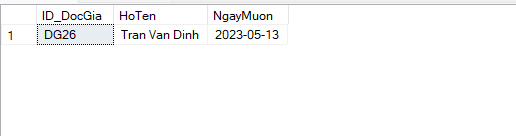 ID_DocGia HoTen NgayMuon
1 DG26 Tran Van Dinh 2023-05-13